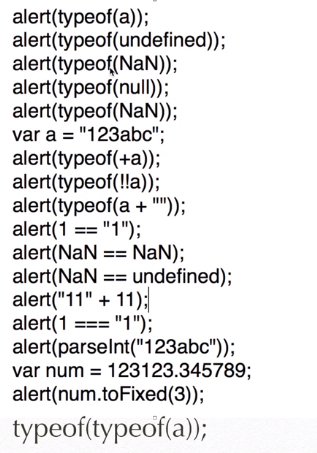 alert(typeof(a));
alert(typeof(undefined));
alert(typeof(NaN));
alert(typeof(null));
alert(typeof(NaN));
var a = "123abc";
alert(typeof(+a));
alert(typeof(!!a));
alert(typeof(a + ""));
alert(1 == "1");
alert(NaN == NaN);
alert(NaN == undefined);
alert("11" + 11);
alert(1 === "1");
alert(parseInt("123abc"));
var num = 123123.345789;
alert(num.toFixed(3));
typeof(typeof(a));